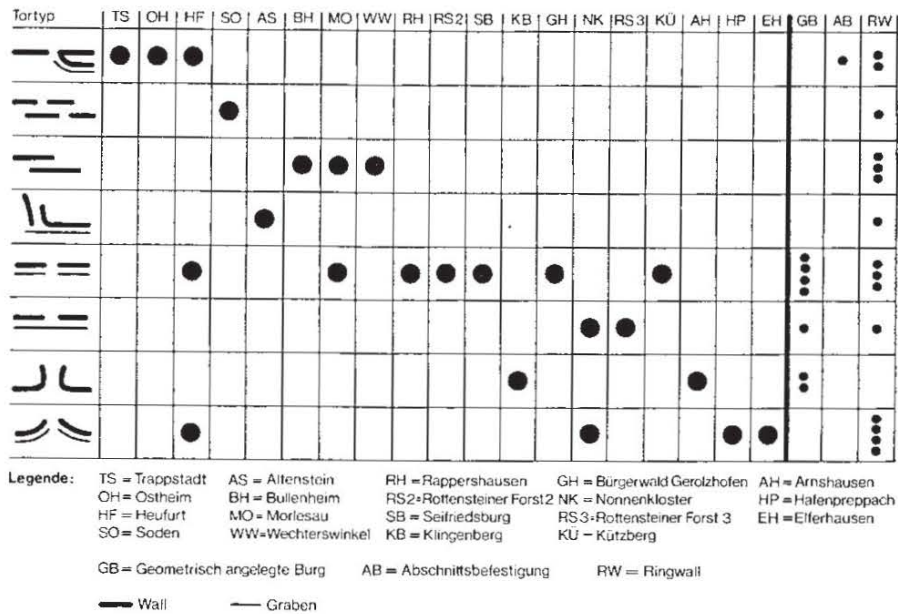 Tortyp TS OH HF SO AS BH MO WW RH RS2 SB KB GH NK RS3 KÜ AH HP EH GB AB RW
Legende: TS = Trappstadt AS = Altenstein RH = Rappershausen GH = Bürgerwald Gerolzhofen AH = Arnshausen
OH = Ostheim BH = Bullenheim RS2=Rottensteiner Forst2 NK = Nonnenkloster HP = Hafenpreppach
HF = Heufurt MO = Morlesau SB = Seifriedsburg RS3=Rottensteiner Forst 3 EH = Elferhausen
SO = Soden WW=Wechterswinkel KB = Klingenberg KÜ = Kützberg
GB = Geometrisch angelegte Burg AB = Abschnittsbefestigung RW = Ringwall
Wall Graben